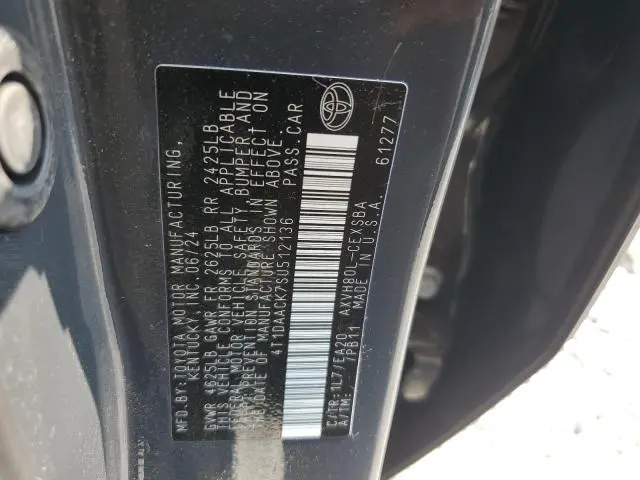 MFD.BY:TOYOTA MOTOR MANUFACTURING,
KENTUCKY, INC. 06/24
GVWR 4625LB GAWR FR 2625LB RR 2425LB
THIS VEHICLE CONFORMS TO ALL APPLICABLE
FEDERAL MOTOR VEHICLE SAFETY, BUMPER AND
THEFT PREVENTION STANDARDS IN EFFECT ON
THE DATE OF MANUFACTURE SHOWN ABOVE.
4T1DAACK7SU512136 PASS.CAR
C/TR:1L7/EA20 AXVH80L-CEXSBA
A/TM: /PB11 MADE IN U.S.A.
61277